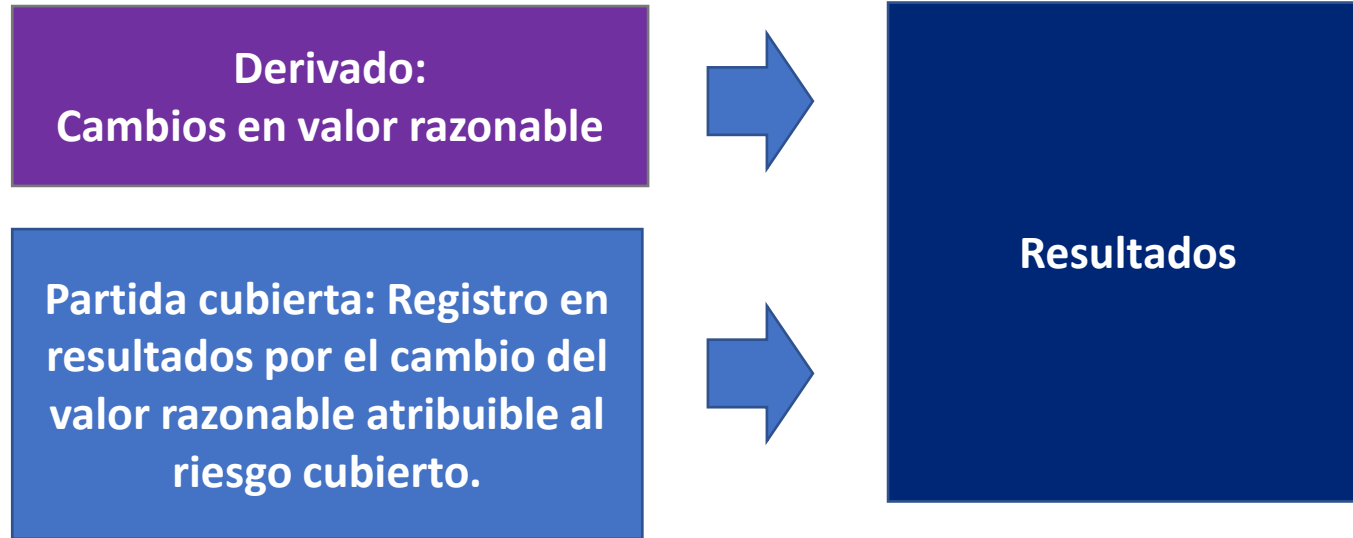 Derivado:
Cambios en valor razonable
Partida cubierta: Registro en
resultados por el cambio del
valor razonable atribuible al
riesgo cubierto.
Resultados